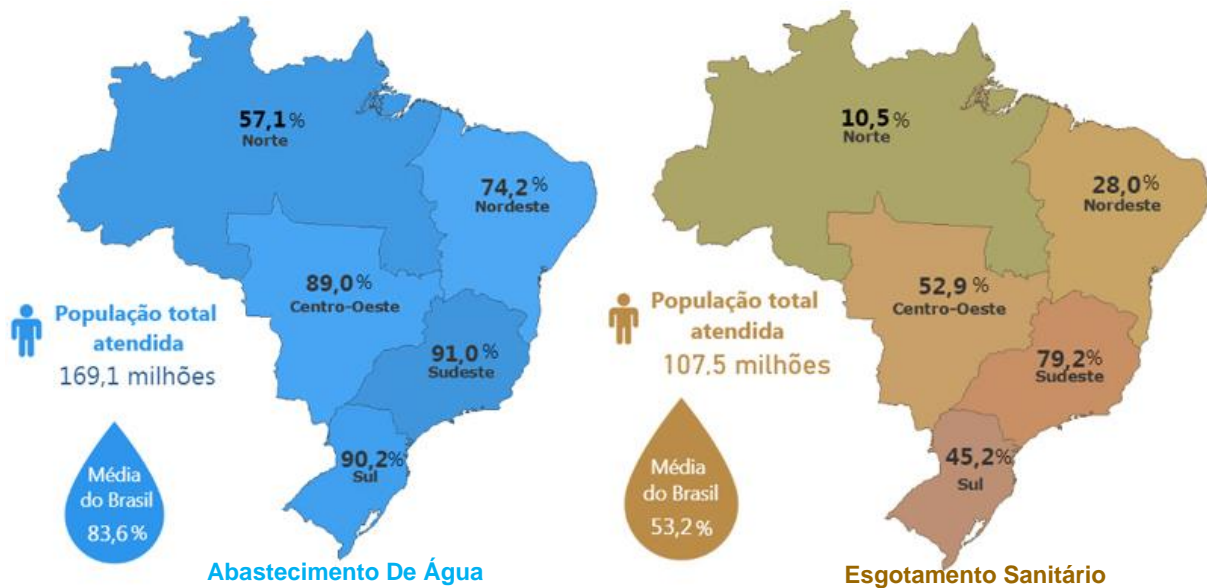 57,1%
Norte
74,2%
Nordeste
89,0%
Centro-Oeste
91,0%
Sudeste
90,2%
Sul
População total
atendida
169,1 milhões
Média
do Brasil
83,6%
Abastecimento De Água
10,5%
Norte
28,0%
Nordeste
52,9%
Centro-Oeste
79,2%
Sudeste
45,2%
Sul
População total
atendida
107,5 milhões
Média
do Brasil
53,2%
Esgotamento Sanitário